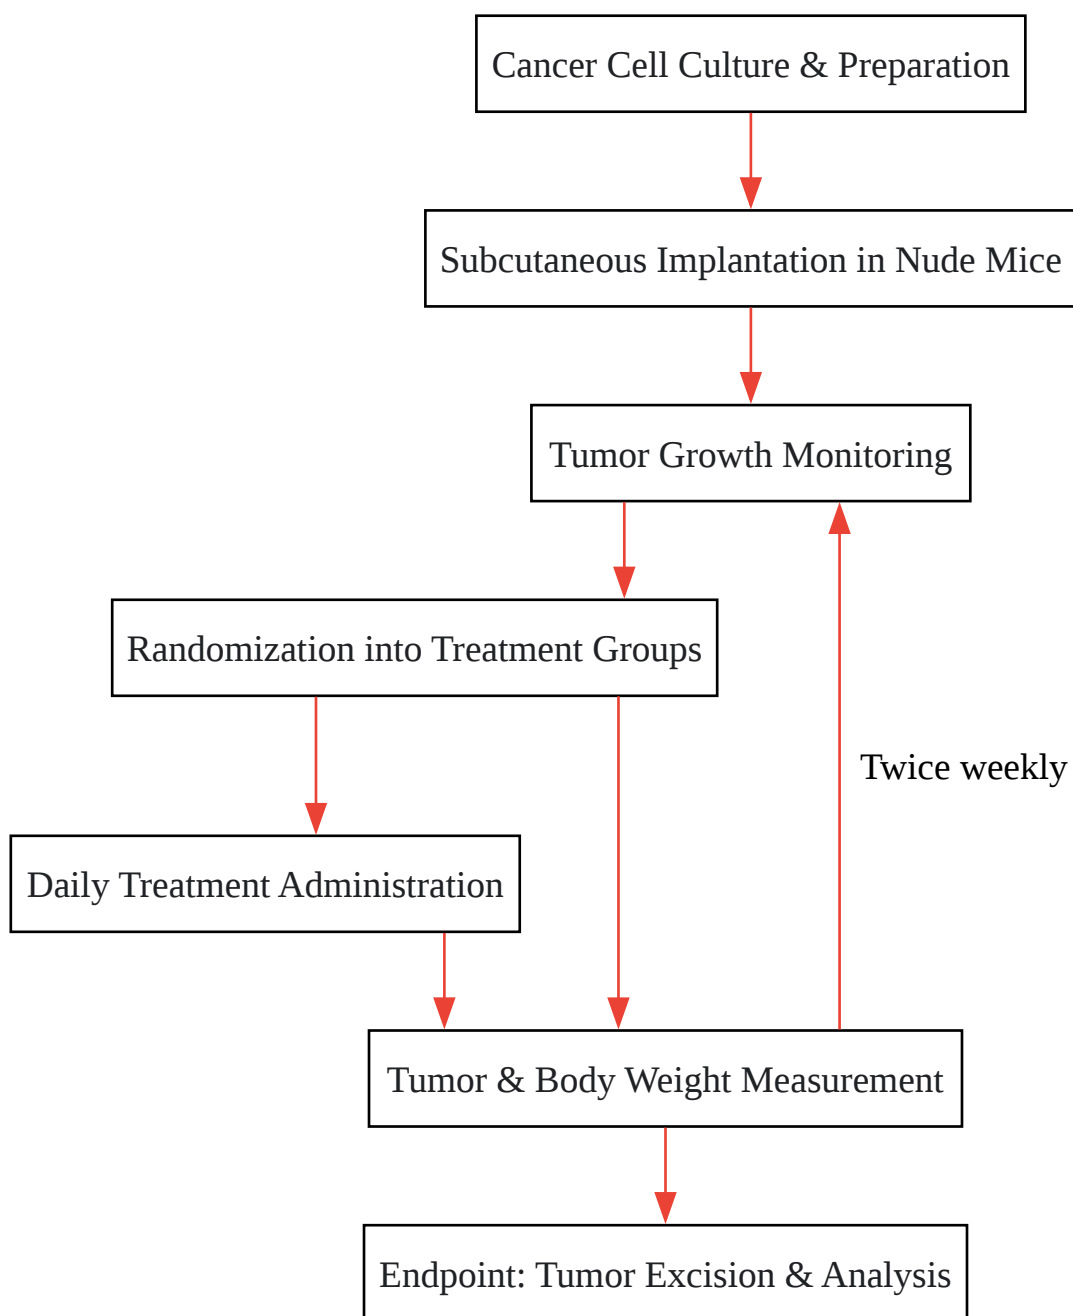 Cancer Cell Culture & Preparation
Subcutaneous Implantation in Nude Mice
Tumor Growth Monitoring
Randomization into Treatment Groups
Twice weekly
Daily Treatment Administration
Tumor & Body Weight Measurement
Endpoint: Tumor Excision & Analysis